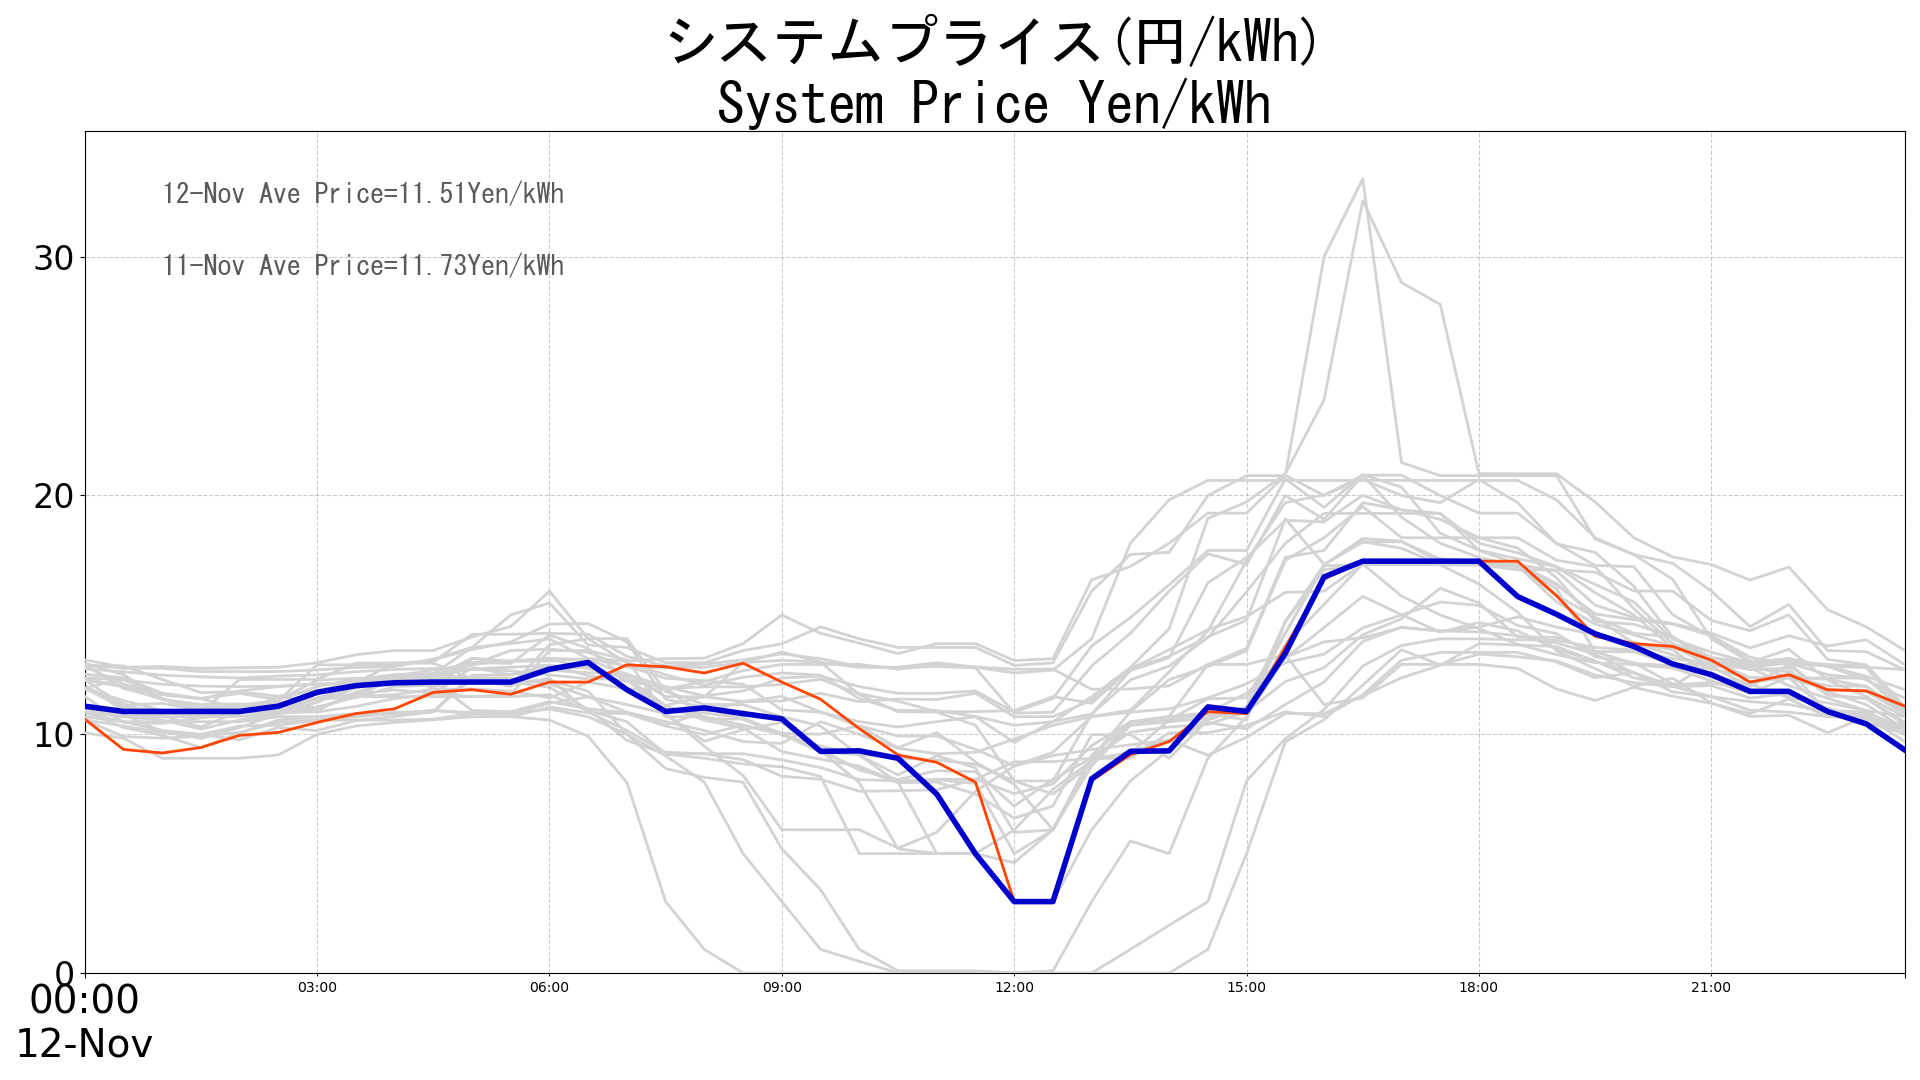 システムプライス(円/kWh)
System Price Yen/kWh
12-Nov Ave Price=11.51Yen/kWh
11-Nov Ave Price=11.73Yen/kWh
30
20
10
0
00:00
12-Nov
03:00
06:00
09:00
12:00
15:00
18:00
21:00